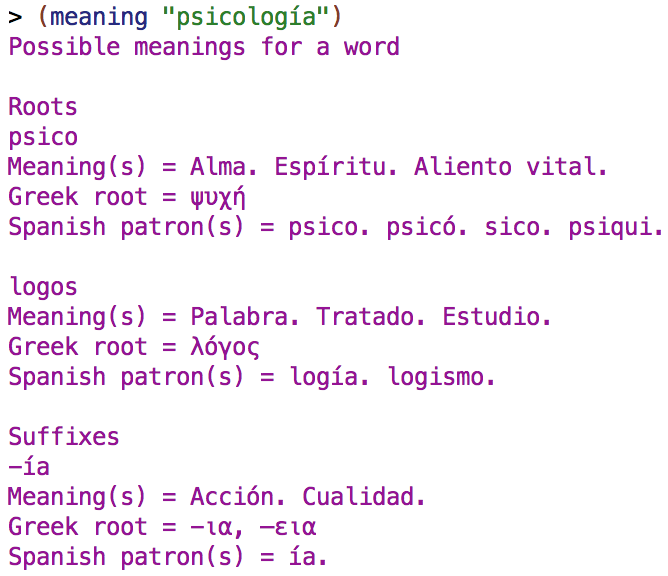 > (meaning "psicología")
Possible meanings for a word
Roots
psico
Meaning(s) = Alma. Espíritu. Aliento vital.
Greek root = ψυχή
Spanish patron(s) = psico. psicó. sico. psiqui.
logos
Meaning(s) = Palabra. Tratado. Estudio.
Greek root = λόγος
Spanish patron(s) = logía. logismo.
Suffixes
-ía
Meaning(s) = Acción. Cualidad.
Greek root = -ια, -εια
Spanish patron(s) = ía.